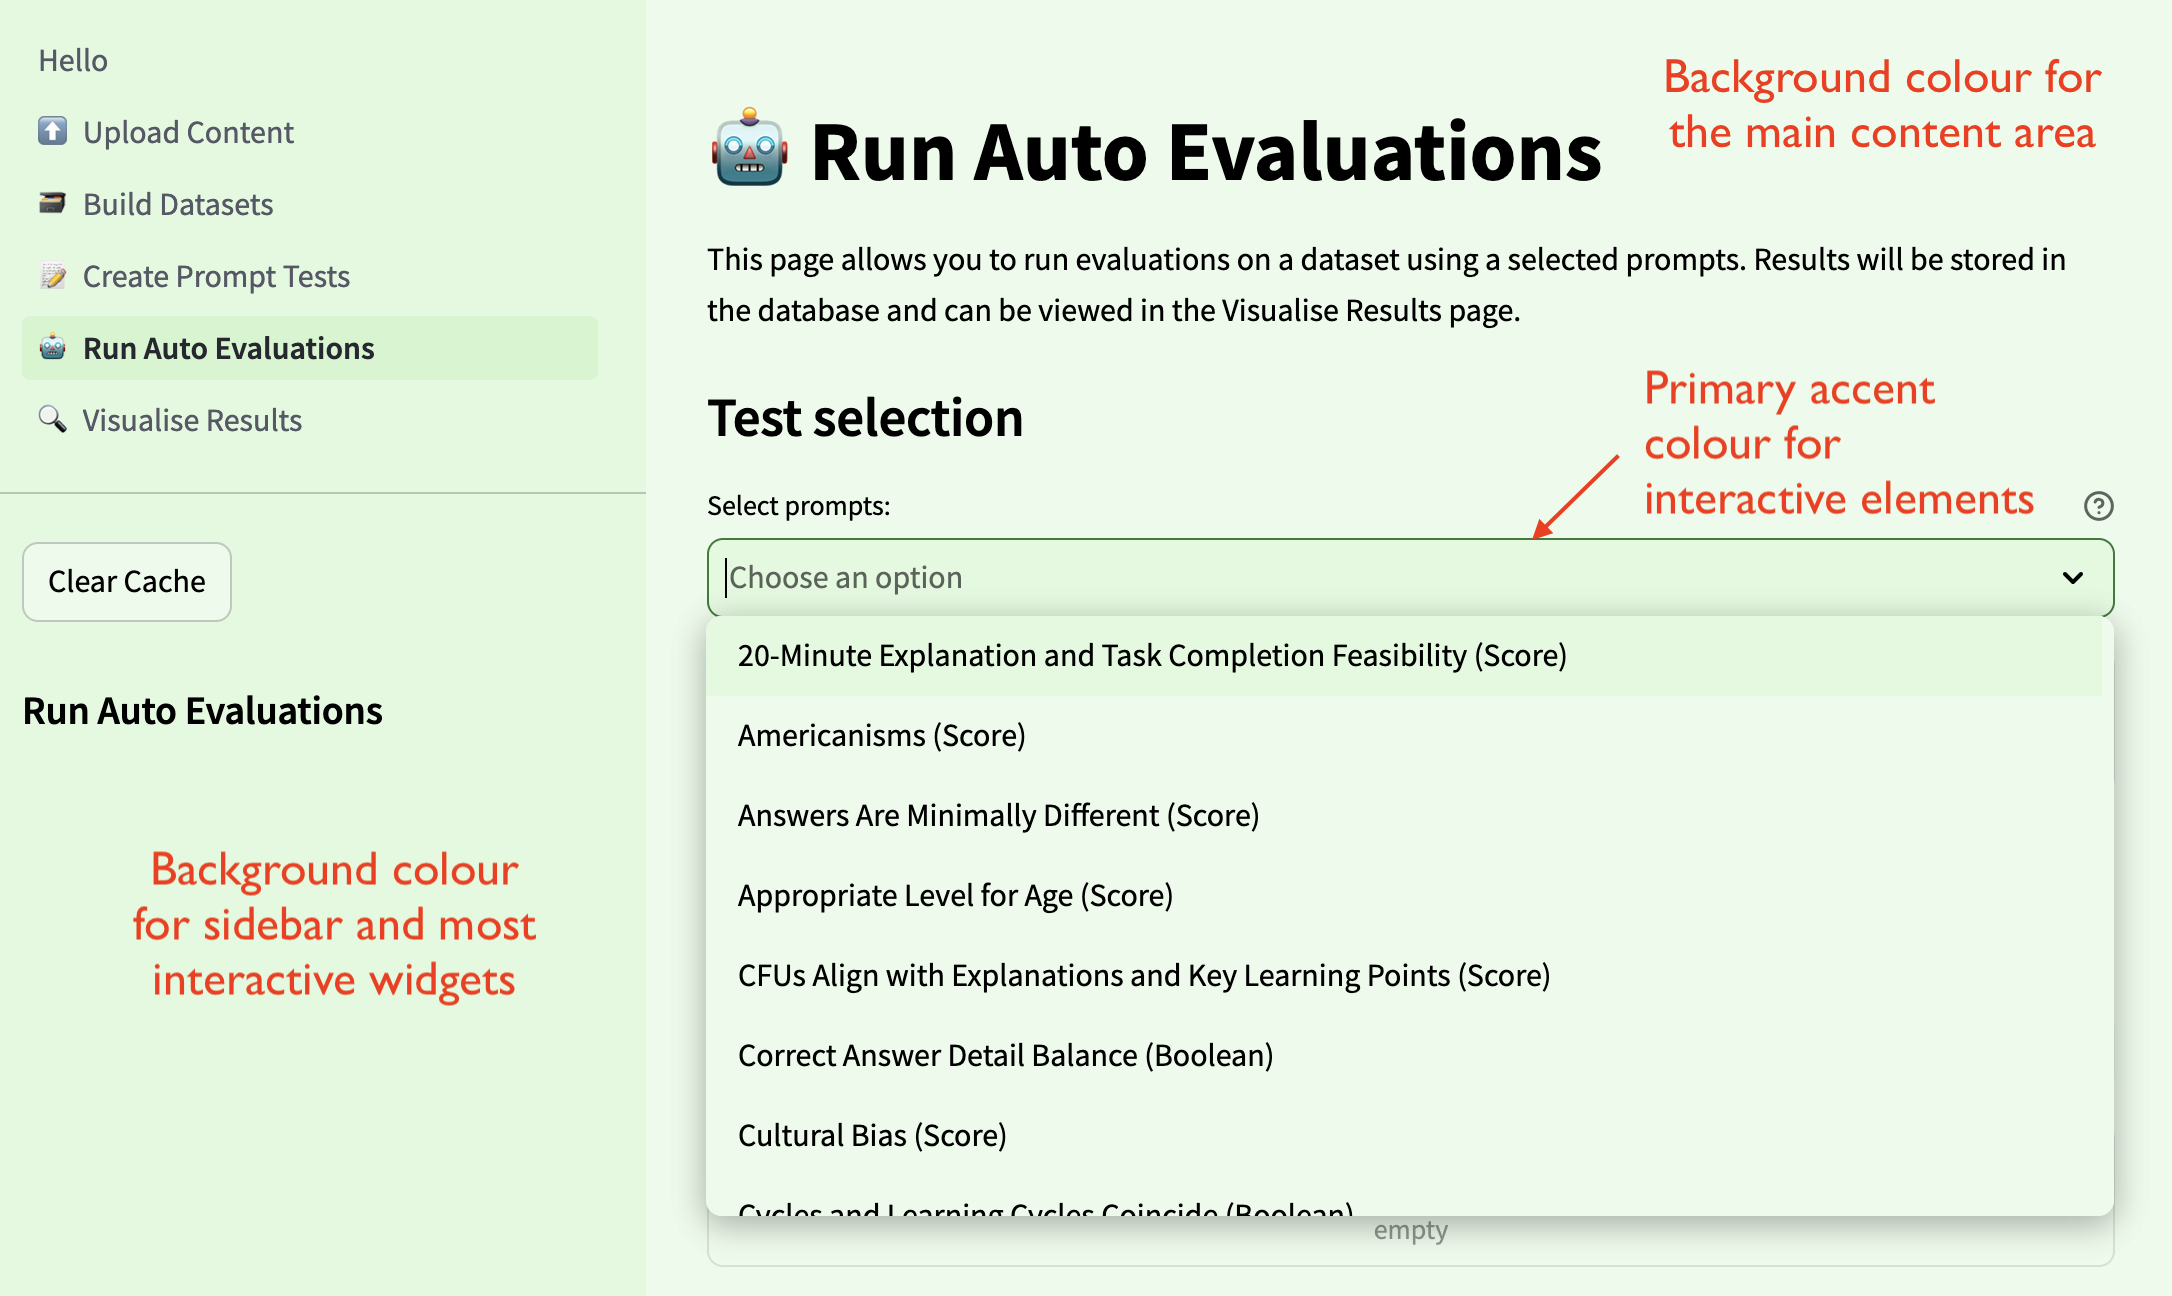 Hello
Upload Content
Build Datasets
Create Prompt Tests
Run Auto Evaluations
Visualise Results
Clear Cache
Run Auto Evaluations
Background colour
for sidebar and most
interactive widgets
Background colour for
the main content area
Run Auto Evaluations
This page allows you to run evaluations on a dataset using a selected prompts. Results will be stored in
the database and can be viewed in the Visualise Results page.
Test selection
Primary accent
colour for
interactive elements
Select prompts:
Choose an option
20-Minute Explanation and Task Completion Feasibility (Score)
Americanisms (Score)
Answers Are Minimally Different (Score)
Appropriate Level for Age (Score)
CFUs Align with Explanations and Key Learning Points (Score)
Correct Answer Detail Balance (Boolean)
Cultural Bias (Score)
Cycles and Learning Cycles Coincide (Boolean)
empty